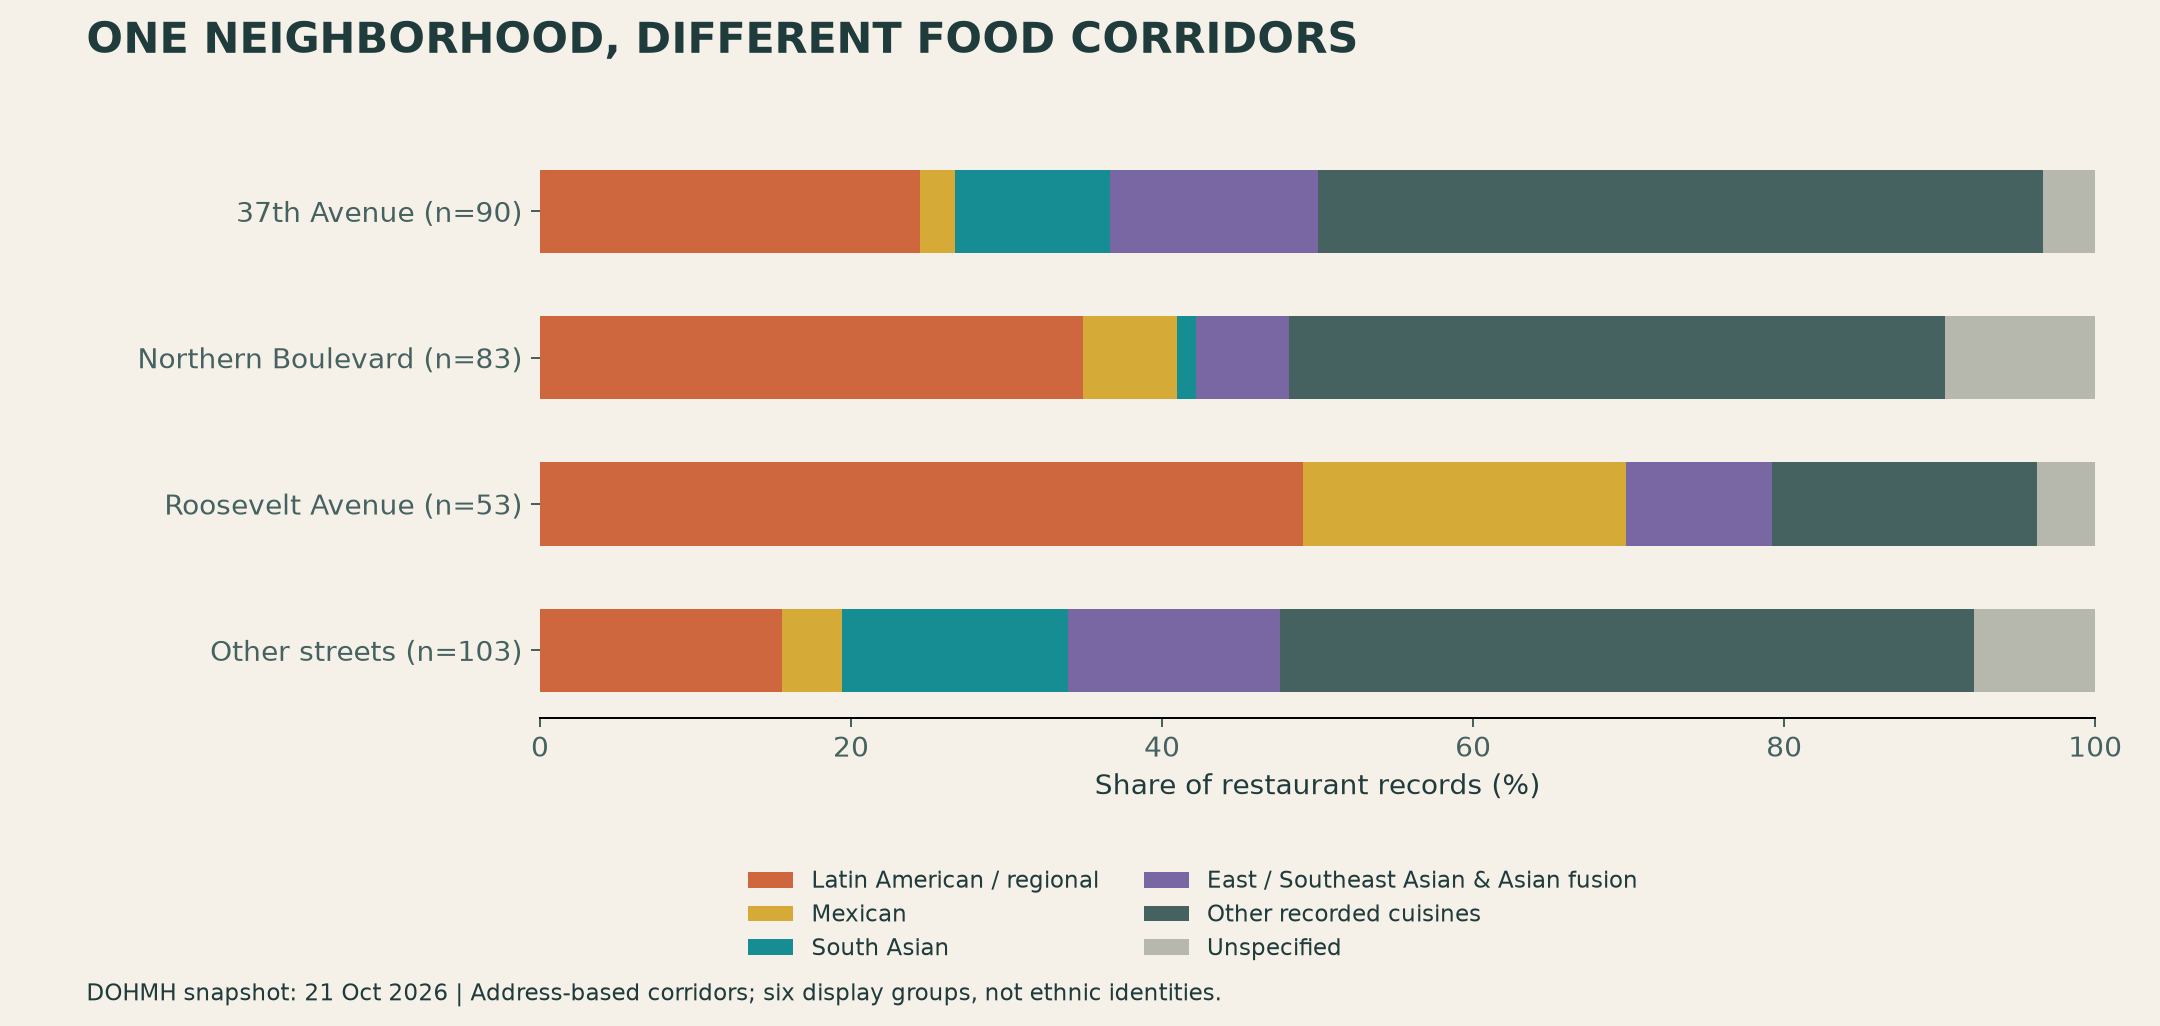 ONE NEIGHBORHOOD, DIFFERENT FOOD CORRIDORS
37th Avenue (n=90)
Northern Boulevard (n=83)
Roosevelt Avenue (n=53)
Other streets (n=103)
0 20 40 60 80 100
Share of restaurant records (%)
Latin American / regional
Mexican
South Asian
East / Southeast Asian & Asian fusion
Other recorded cuisines
Unspecified
DOHMH snapshot: 21 Oct 2026 | Address-based corridors; six display groups, not ethnic identities.